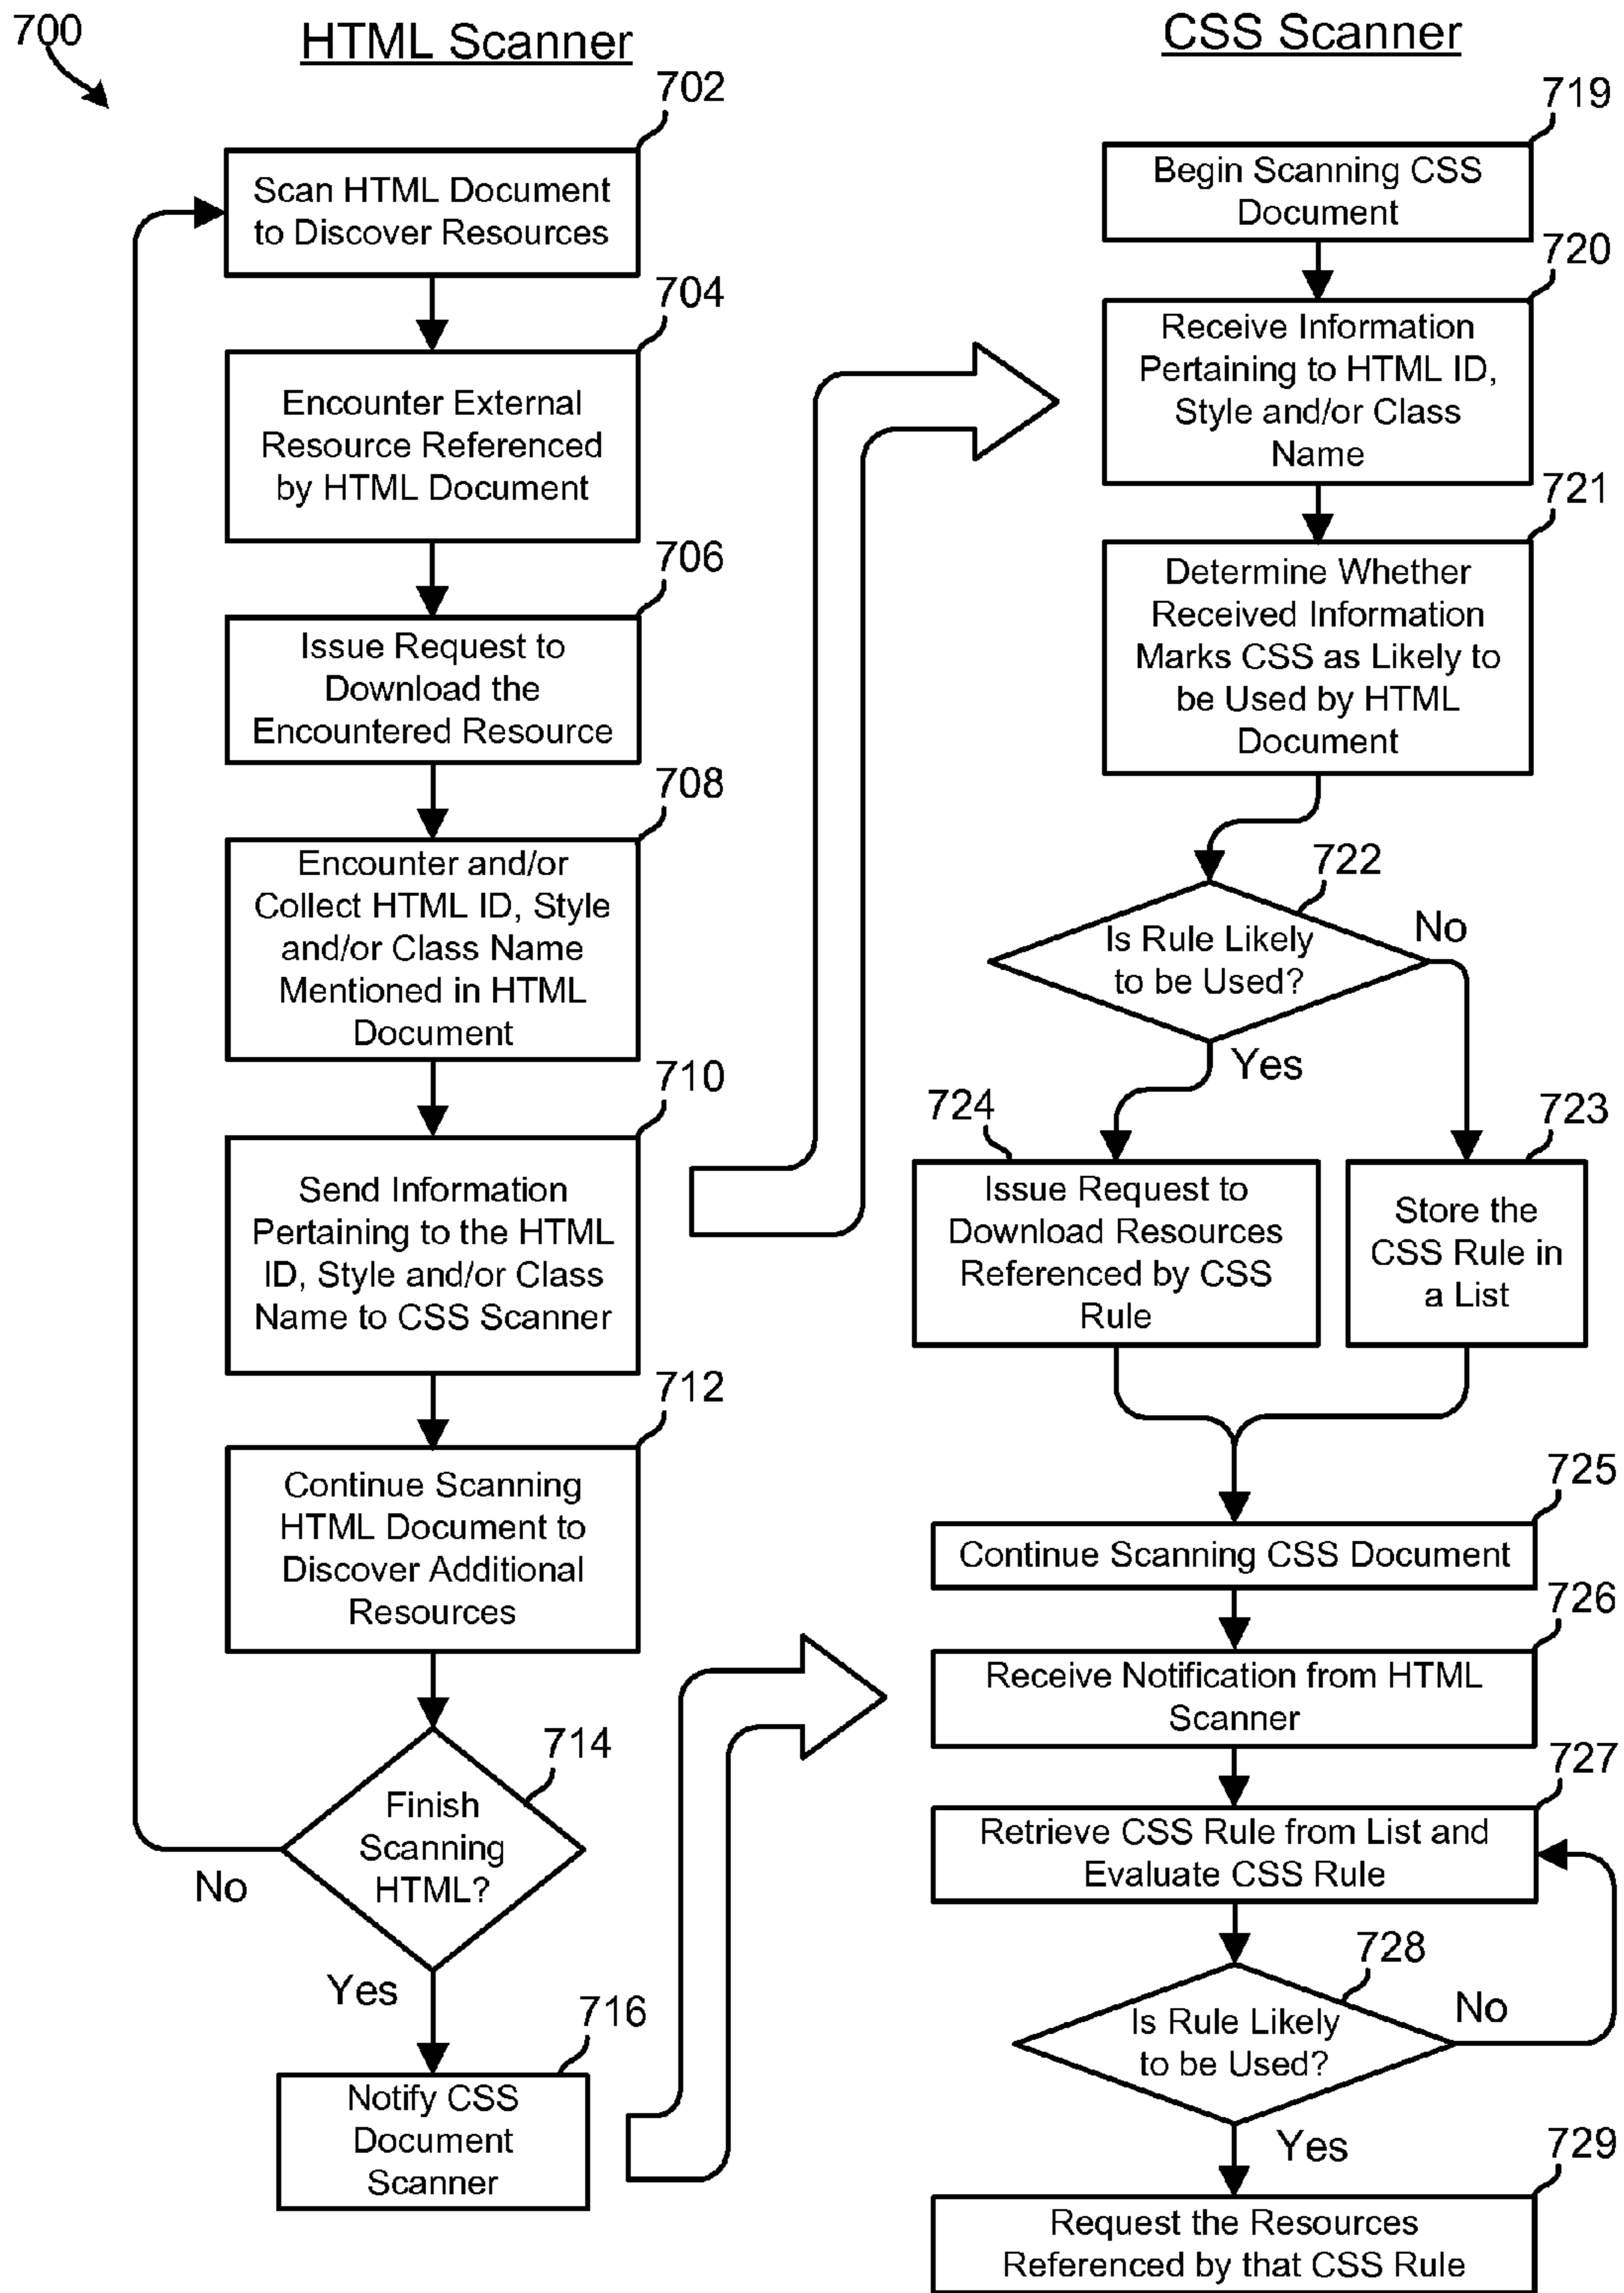 700
HTML Scanner
702
Scan HTML Document
to Discover Resources
704
Encounter External
Resource Referenced
by HTML Document
706
Issue Request to
Download the
Encountered Resource
708
Encounter and/or
Collect HTML ID, Style
and/or Class Name
Mentioned in HTML
Document
710
Send Information
Pertaining to the HTML
ID, Style and/or Class
Name to CSS Scanner
712
Continue Scanning
HTML Document to
Discover Additional
Resources
714
Finish
Scanning
HTML?
No
Yes
716
Notify CSS
Document
Scanner
CSS Scanner
719
Begin Scanning CSS
Document
720
Receive Information
Pertaining to HTML ID,
Style and/or Class
Name
721
Determine Whether
Received Information
Marks CSS as Likely to
be Used by HTML
Document
722
Is Rule Likely
to be Used?
No
Yes
724
Issue Request to
Download Resources
Referenced by CSS
Rule
723
Store the
CSS Rule in
a List
725
Continue Scanning CSS Document
726
Receive Notification from HTML
Scanner
727
Retrieve CSS Rule from List and
Evaluate CSS Rule
728
Is Rule Likely
to be Used?
No
Yes
729
Request the Resources
Referenced by that CSS Rule